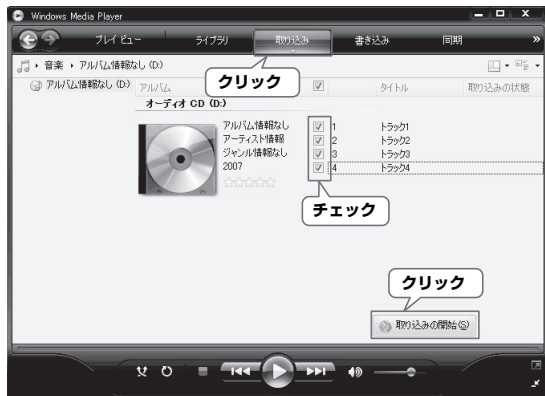 Windows Media Player
プレイ ビュー ライブラリ 取り込み 書き込み 同期 »
音楽 ▸ アルバム情報なし (D:)
アルバム情報なし (D:)
アルバム タイトル 取り込みの状態
クリック
オーディオ CD (D:)
アルバム情報なし
アーティスト情報
ジャンル情報なし
2007
1 トラック1
2 トラック2
3 トラック3
4 トラック4
チェック
クリック
取り込みの開始(S)